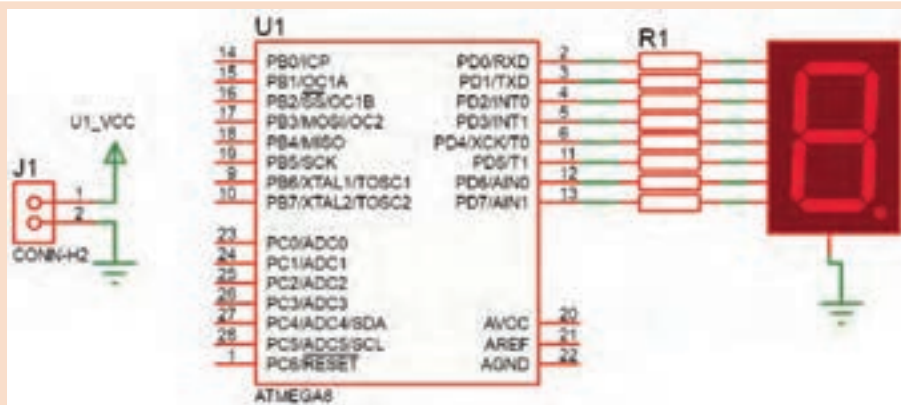 U1
R1
14 PB0/ICP
15 PB1/OC1A
16 PB2/SS/OC1B
17 PB3/MOSI/OC2
18 PB4/MISO
19 PB5/SCK
9 PB6/XTAL1/TOSC1
10 PB7/XTAL2/TOSC2
23 PC0/ADC0
24 PC1/ADC1
25 PC2/ADC2
26 PC3/ADC3
27 PC4/ADC4/SDA
28 PC5/ADC5/SCL
1 PC6/RESET
PD0/RXD 2
PD1/TXD 3
PD2/INT0 4
PD3/INT1 5
PD4/XCK/T0 6
PD5/T1 11
PD6/AIN0 12
PD7/AIN1 13
AVCC 20
AREF 21
AGND 22
ATMEGA8
U1_VCC
J1
1
2
CONN-H2